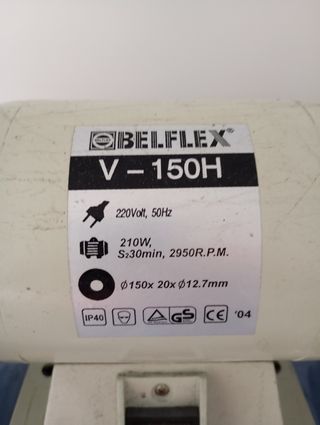 BELFLEX
V - 150H
220Volt, 50Hz
210W,
S₂30min, 2950R.P.M.
Ø150x 20x Ø12.7mm
IP40 GS CE '04